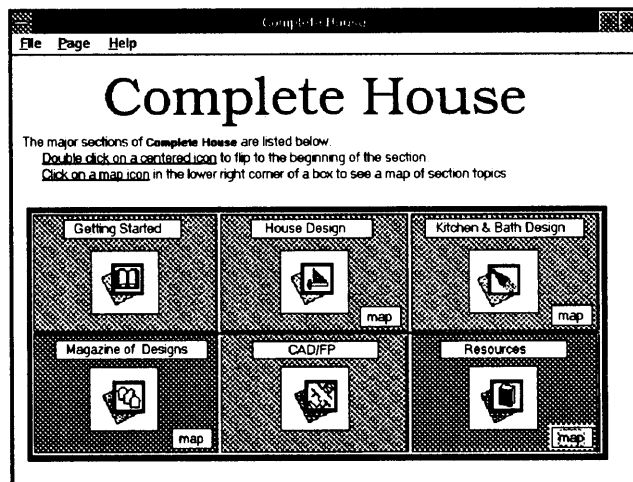 Complete House
File Page Help
Complete House
The major sections of Complete House are listed below.
Double click on a centered icon to flip to the beginning of the section
Click on a map icon in the lower right corner of a box to see a map of section topics
Getting Started House Design Kitchen & Bath Design
map map
Magazine of Designs CAD/FP Resources
map map